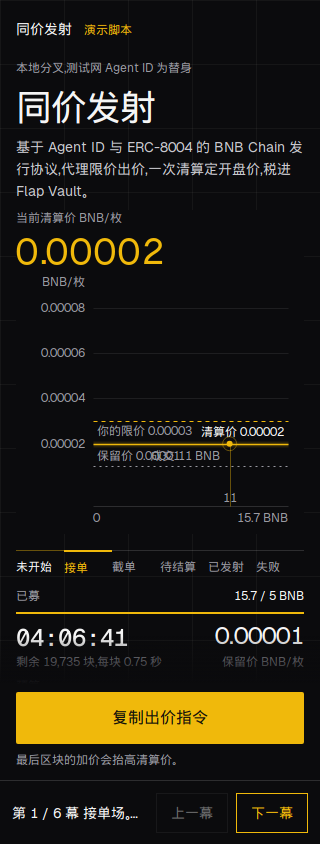 同价发射 演示脚本
本地分叉,测试网 Agent ID 为替身
同价发射
基于 Agent ID 与 ERC-8004 的 BNB Chain 发
行协议,代理限价出价,一次清算定开盘价,税进
Flap Vault。
当前清算价 BNB/枚
0.00002
BNB/枚
0.00008
0.00006
0.00004
你的限价 0.00003 清算价 0.00002
0.00002
保留价 11 BNB
11
0 15.7 BNB
未开始 接单 截单 待结算 已发射 失败
已募 15.7 / 5 BNB
04:06:41 0.00001
剩余 19,735 块,每块 0.75 秒 保留价 BNB/枚
复制出价指令
最后区块的加价会抬高清算价。
第 1 / 6 幕 接单场。… 上一幕 下一幕